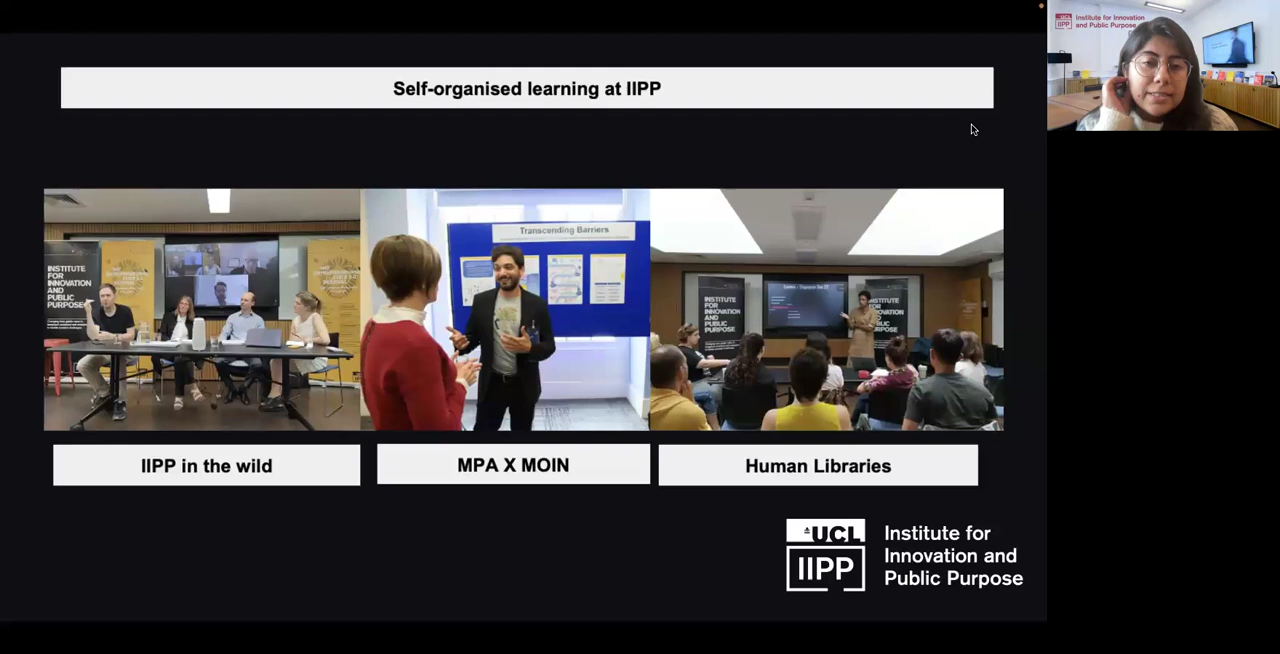 Self-organised learning at IIPP
UCL Institute for Innovation
and Public Purpose
INSTITUTE
FOR
INNOVATION
AND
PUBLIC
PURPOSE
Transcending Barriers
INSTITUTE
FOR
INNOVATION
AND
PUBLIC
PURPOSE
IIPP in the wild
MPA X MOIN
Human Libraries
UCL
IIPP
Institute for
Innovation and
Public Purpose